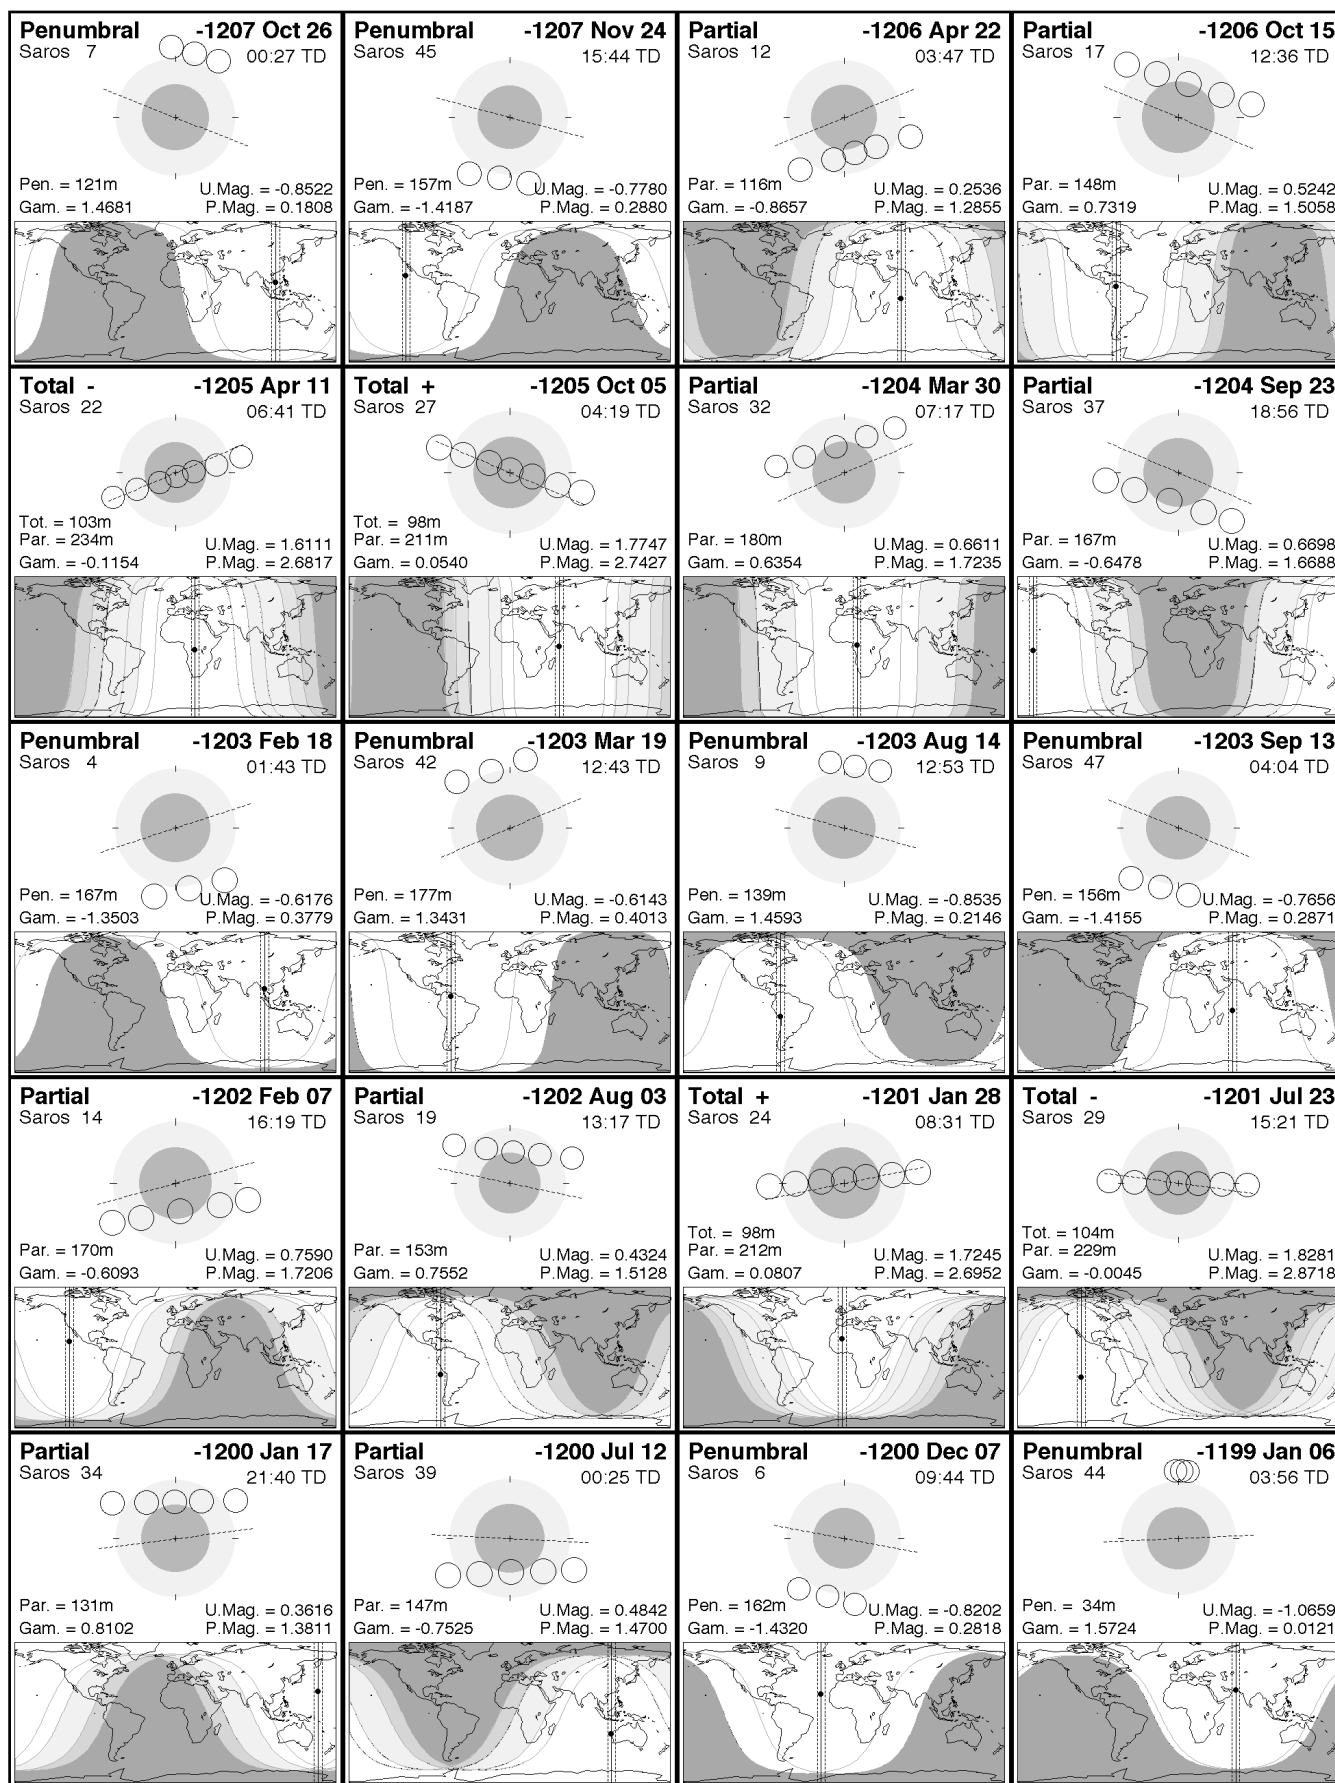 Penumbral -1207 Oct 26
Saros 7 00:27 TD
Pen. = 121m U.Mag. = -0.8522
Gam. = 1.4681 P.Mag. = 0.1808
Penumbral -1207 Nov 24
Saros 45 15:44 TD
Pen. = 157m U.Mag. = -0.7780
Gam. = -1.4187 P.Mag. = 0.2880
Partial -1206 Apr 22
Saros 12 03:47 TD
Par. = 116m U.Mag. = 0.2536
Gam. = -0.8657 P.Mag. = 1.2855
Partial -1206 Oct 15
Saros 17 12:36 TD
Par. = 148m U.Mag. = 0.5242
Gam. = 0.7319 P.Mag. = 1.5058
Total - -1205 Apr 11
Saros 22 06:41 TD
Tot. = 103m
Par. = 234m U.Mag. = 1.6111
Gam. = -0.1154 P.Mag. = 2.6817
Total + -1205 Oct 05
Saros 27 04:19 TD
Tot. = 98m
Par. = 211m U.Mag. = 1.7747
Gam. = 0.0540 P.Mag. = 2.7427
Partial -1204 Mar 30
Saros 32 07:17 TD
Par. = 180m U.Mag. = 0.6611
Gam. = 0.6354 P.Mag. = 1.7235
Partial -1204 Sep 23
Saros 37 18:56 TD
Par. = 167m U.Mag. = 0.6698
Gam. = -0.6478 P.Mag. = 1.6688
Penumbral -1203 Feb 18
Saros 4 01:43 TD
Pen. = 167m U.Mag. = -0.6176
Gam. = -1.3503 P.Mag. = 0.3779
Penumbral -1203 Mar 19
Saros 42 12:43 TD
Pen. = 177m U.Mag. = -0.6143
Gam. = 1.3431 P.Mag. = 0.4013
Penumbral -1203 Aug 14
Saros 9 12:53 TD
Pen. = 139m U.Mag. = -0.8535
Gam. = 1.4593 P.Mag. = 0.2146
Penumbral -1203 Sep 13
Saros 47 04:04 TD
Pen. = 156m U.Mag. = -0.7656
Gam. = -1.4155 P.Mag. = 0.2871
Partial -1202 Feb 07
Saros 14 16:19 TD
Par. = 170m U.Mag. = 0.7590
Gam. = -0.6093 P.Mag. = 1.7206
Partial -1202 Aug 03
Saros 19 13:17 TD
Par. = 153m U.Mag. = 0.4324
Gam. = 0.7552 P.Mag. = 1.5128
Total + -1201 Jan 28
Saros 24 08:31 TD
Tot. = 98m
Par. = 212m U.Mag. = 1.7245
Gam. = 0.0807 P.Mag. = 2.6952
Total - -1201 Jul 23
Saros 29 15:21 TD
Tot. = 104m
Par. = 229m U.Mag. = 1.8281
Gam. = -0.0045 P.Mag. = 2.8718
Partial -1200 Jan 17
Saros 34 21:40 TD
Par. = 131m U.Mag. = 0.3616
Gam. = 0.8102 P.Mag. = 1.3811
Partial -1200 Jul 12
Saros 39 00:25 TD
Par. = 147m U.Mag. = 0.4842
Gam. = -0.7525 P.Mag. = 1.4700
Penumbral -1200 Dec 07
Saros 6 09:44 TD
Pen. = 162m U.Mag. = -0.8202
Gam. = -1.4320 P.Mag. = 0.2818
Penumbral -1199 Jan 06
Saros 44 03:56 TD
Pen. = 34m U.Mag. = -1.0659
Gam. = 1.5724 P.Mag. = 0.0121